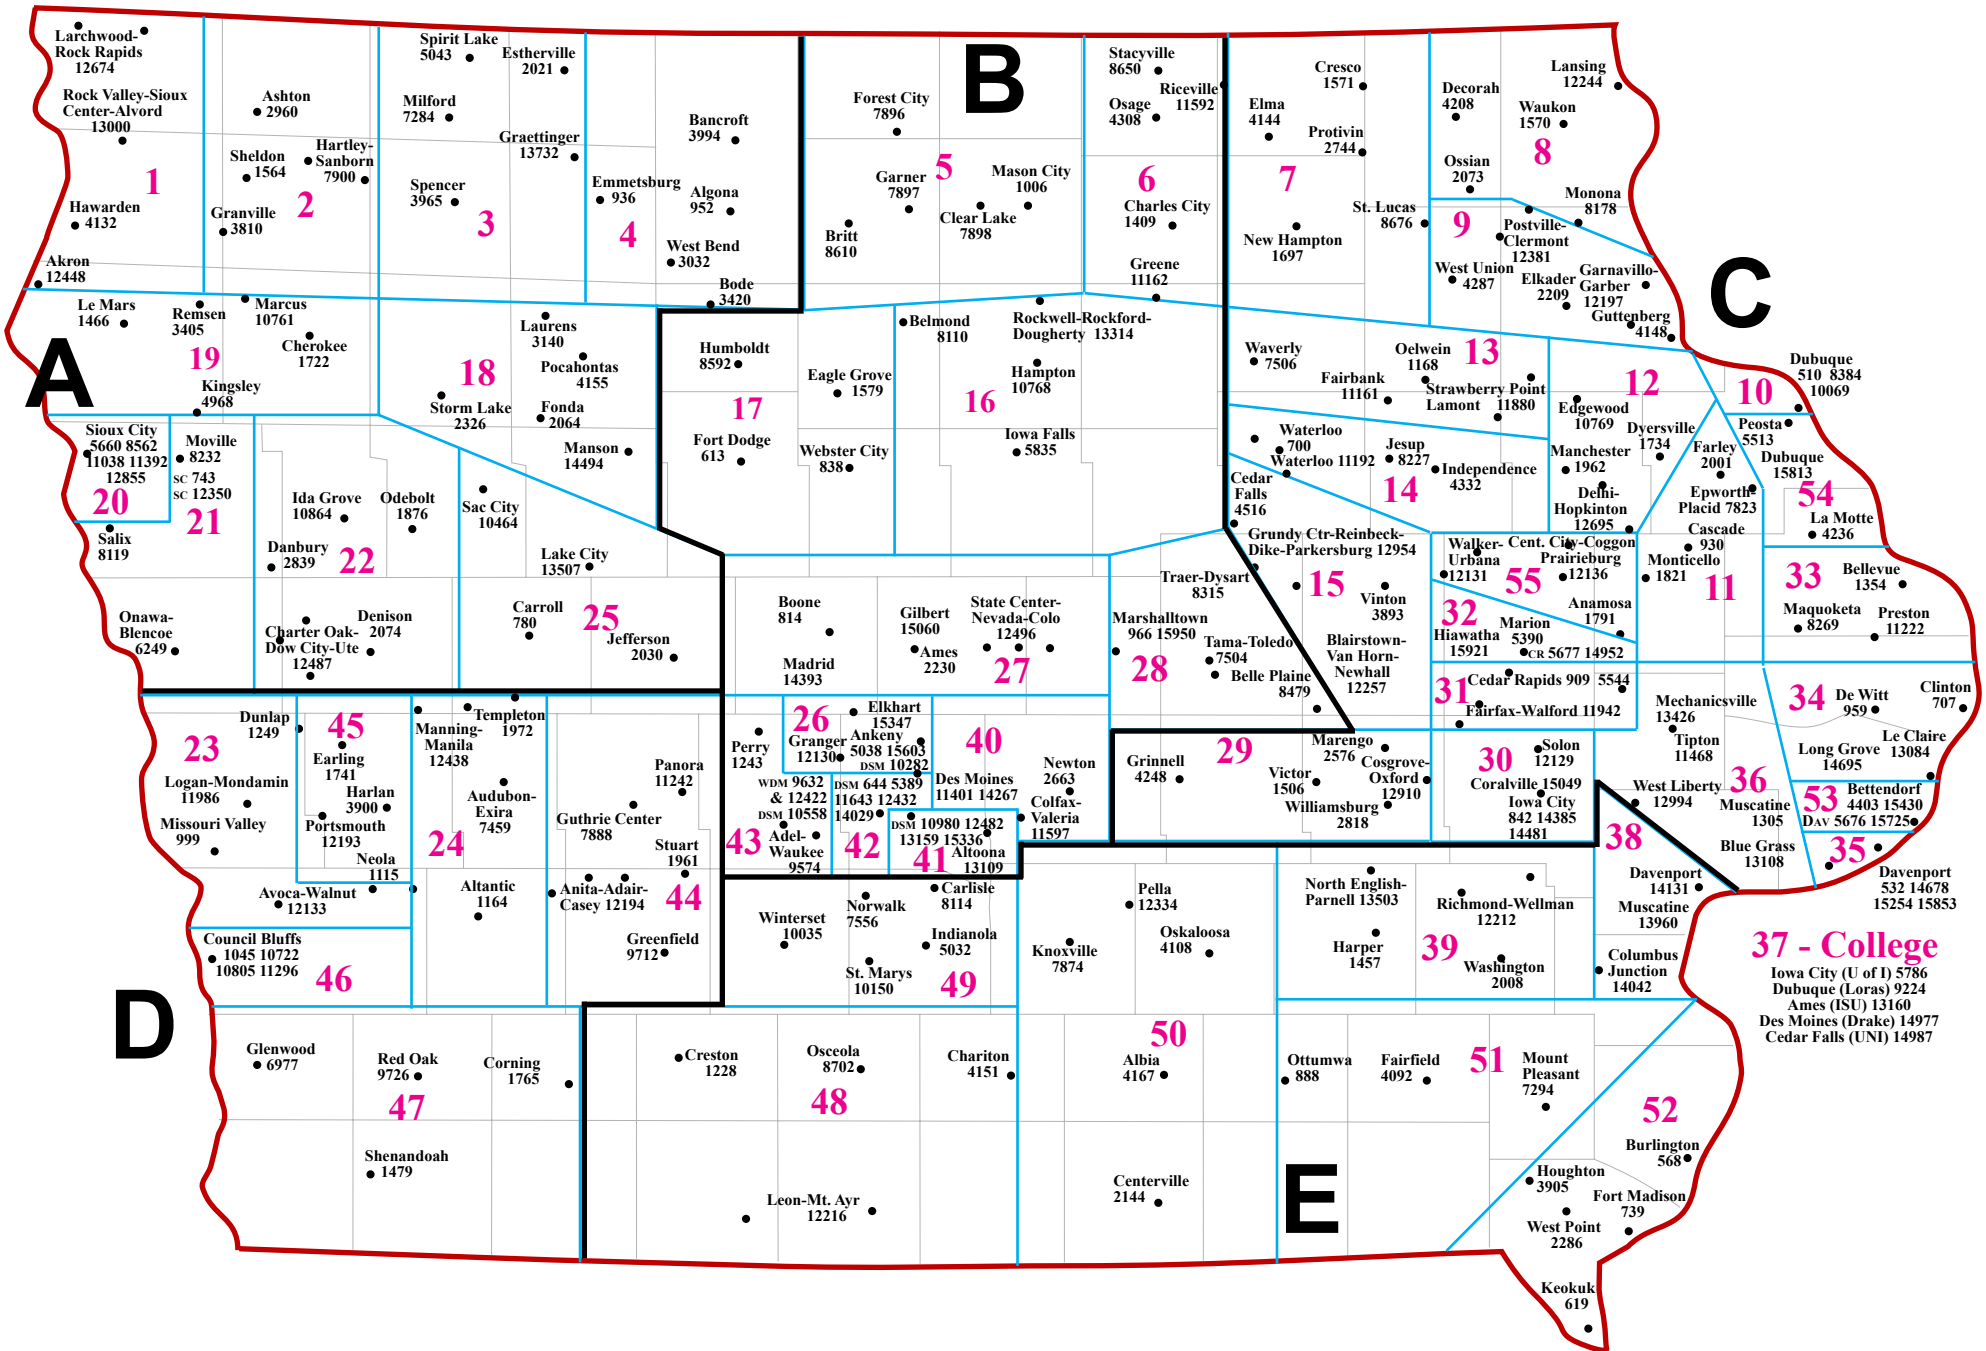 Larchwood-
Rock Rapids
12674
Rock Valley-Sioux
Center-Alvord
13000
1
Hawarden
4132
Akron
12448
Ashton
2960
Sheldon
1564
Hartley-
Sanborn
7900
2
Granville
3810
Spirit Lake
5043
Estherville
2021
Milford
7284
Graettinger
13732
Spencer
3965
3
Bancroft
3994
Emmetsburg
936
Algona
952
4
West Bend
3032
Bode
3420
B
Forest City
7896
5
Garner
7897
Mason City
1006
Clear Lake
7898
Britt
8610
Stacyville
8650
Riceville
11592
Osage
4308
6
Charles City
1409
Greene
11162
Cresco
1571
Elma
4144
Protivin
2744
7
St. Lucas
8676
New Hampton
1697
Decorah
4208
Lansing
12244
Waukon
1570
8
Ossian
2073
Monona
8178
9
Postville-
Clermont
12381
West Union
4287
Elkader
2209
Garnavillo-
Garber
12197
Guttenberg
4148
C
A
Le Mars
1466
Remsen
3405
Marcus
10761
Cherokee
1722
19
Kingsley
4968
Laurens
3140
Pocahontas
4155
18
Storm Lake
2326
Fonda
2064
Manson
14494
Humboldt
8592
17
Fort Dodge
613
Eagle Grove
1579
Webster City
838
Belmond
8110
Rockwell-Rockford-
Dougherty 13314
Hampton
10768
16
Iowa Falls
5835
Waverly
7506
Oelwein
1168
13
Fairbank
11161
Strawberry Point
Lamont 11880
12
Edgewood
10769
Dyersville
1734
Manchester
1962
Delhi-
Hopkinton
12695
10
Dubuque
510 8384
10069
Peosta
5513
Dubuque
15813
54
La Motte
4236
Farley
2001
Epworth-
Placid 7823
Cascade
930
Monticello
1821
11
Waterloo
700
Waterloo 11192
Jesup
8227
Independence
4332
14
Cedar
Falls
4516
Grundy Ctr-Reinbeck-
Dike-Parkersburg 12954
15
Vinton
3893
Blairstown-
Van Horn-
Newhall
12257
Walker-
Urbana
12131
Cent. City-Coggon
Prairieburg
12136
55
Anamosa
1791
32
Hiawatha
15921
Marion
5390
CR 5677 14952
31
Cedar Rapids 909 5544
Fairfax-Walford 11942
33
Bellevue
1354
Maquoketa
8269
Preston
11222
Sioux City
5660 8562
11038 11392
12855
20
Moville
8232
SC 743
SC 12350
21
Salix
8119
Onawa-
Blencoe
6249
Ida Grove
10864
Odebolt
1876
Danbury
2839
22
Charter Oak-
Dow City-Ute
12487
Denison
2074
Sac City
10464
Lake City
13507
Carroll
780
25
Jefferson
2030
Boone
814
Madrid
14393
Gilbert
15060
Ames
2230
State Center-
Nevada-Colo
12496
27
Traer-Dysart
8315
Marshalltown
966 15950
28
Tama-Toledo
7504
Belle Plaine
8479
Dunlap
1249
23
Logan-Mondamin
11986
Missouri Valley
999
45
Earling
1741
Harlan
3900
Portsmouth
12193
Neola
1115
Avoca-Walnut
12133
Council Bluffs
1045 10722
10805 11296
46
Manning-
Manila
12438
Templeton
1972
Audubon-
Exira
7459
24
Altantic
1164
Panora
11242
Guthrie Center
7888
Stuart
1961
Anita-Adair-
Casey 12194
44
Greenfield
9712
Perry
1243
26
Granger
12130
Elkhart
15347
Ankeny
5038 15603
DSM 10282
40
WDM 9632
& 12422
DSM 10558
Adel-
Waukee
9574
43
DSM 644 5389
11643 12432
14029
42
Des Moines
11401 14267
DSM 10980 12482
13159 15336
41
Altoona
13109
Newton
2663
Colfax-
Valeria
11597
Grinnell
4248
29
Victor
1506
Marengo
2576
Cosgrove-
Oxford
12910
Williamsburg
2818
30
Solon
12129
Coralville 15049
Iowa City
842 14385
14481
Mechanicsville
13426
Tipton
11468
West Liberty
12994
36
Muscatine
1305
Blue Grass
13108
34
De Witt
959
Clinton
707
Long Grove
14695
Le Claire
13084
53
Bettendorf
4403 15430
DAV 5676 15725
35
Davenport
532 14678
15254 15853
38
Davenport
14131
Muscatine
13960
Columbus
Junction
14042
37 - College
Iowa City (U of I) 5786
Dubuque (Loras) 9224
Ames (ISU) 13160
Des Moines (Drake) 14977
Cedar Falls (UNI) 14987
D
Glenwood
6977
Red Oak
9726
Corning
1765
47
Shenandoah
1479
Winterset
10035
Norwalk
7556
Carlisle
8114
Indianola
5032
St. Marys
10150
49
Creston
1228
Osceola
8702
Chariton
4151
48
Leon-Mt. Ayr
12216
Pella
12334
Knoxville
7874
Oskaloosa
4108
50
Albia
4167
Centerville
2144
E
North English-
Parnell 13503
Richmond-Wellman
12212
Harper
1457
39
Washington
2008
Ottumwa
888
Fairfield
4092
51
Mount
Pleasant
7294
52
Burlington
568
Houghton
3905
Fort Madison
739
West Point
2286
Keokuk
619